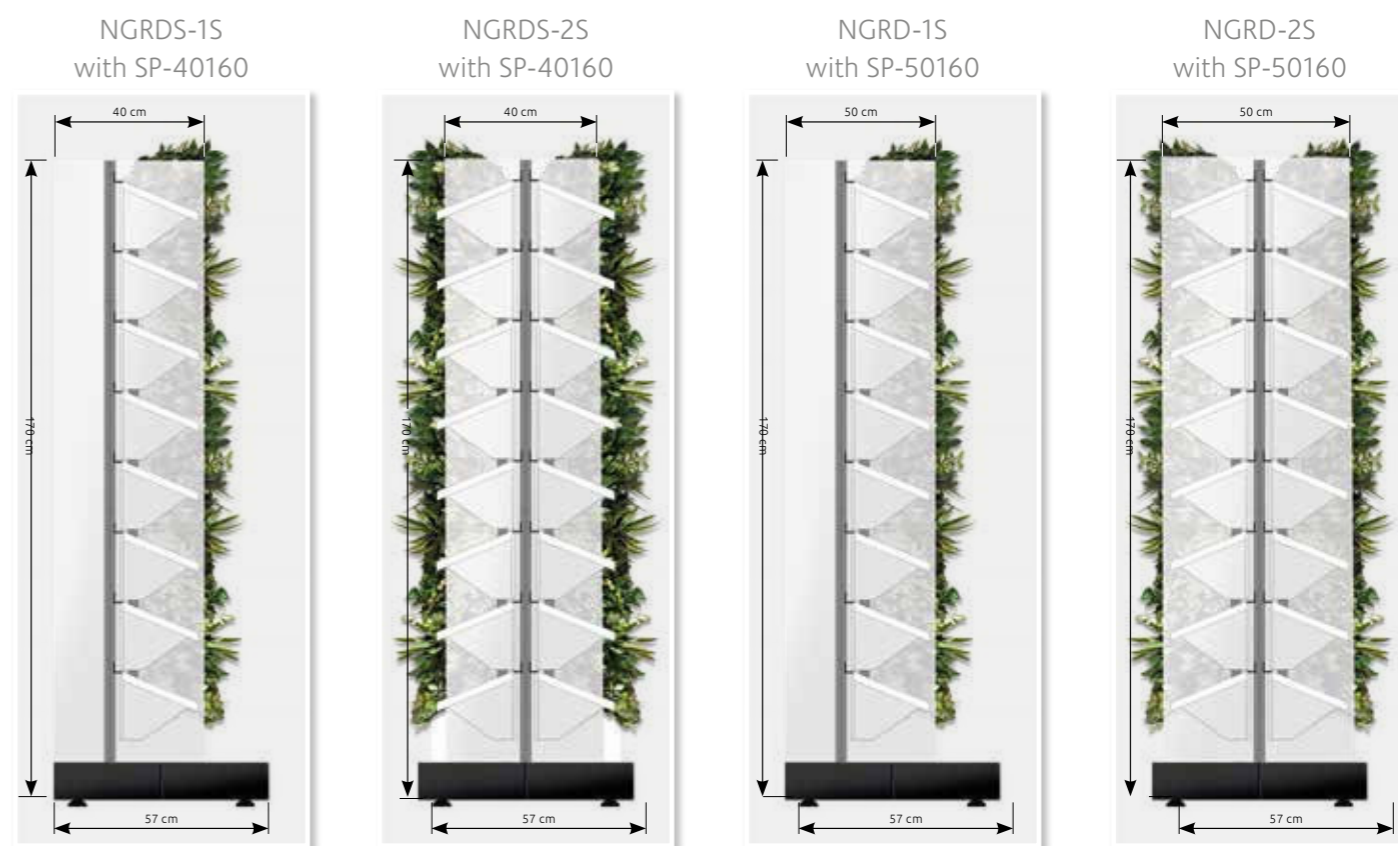 NGRDS-1S
with SP-40160
40 cm
170 cm
57 cm
NGRDS-2S
with SP-40160
40 cm
170 cm
57 cm
NGRD-1S
with SP-50160
50 cm
170 cm
57 cm
NGRD-2S
with SP-50160
50 cm
170 cm
57 cm